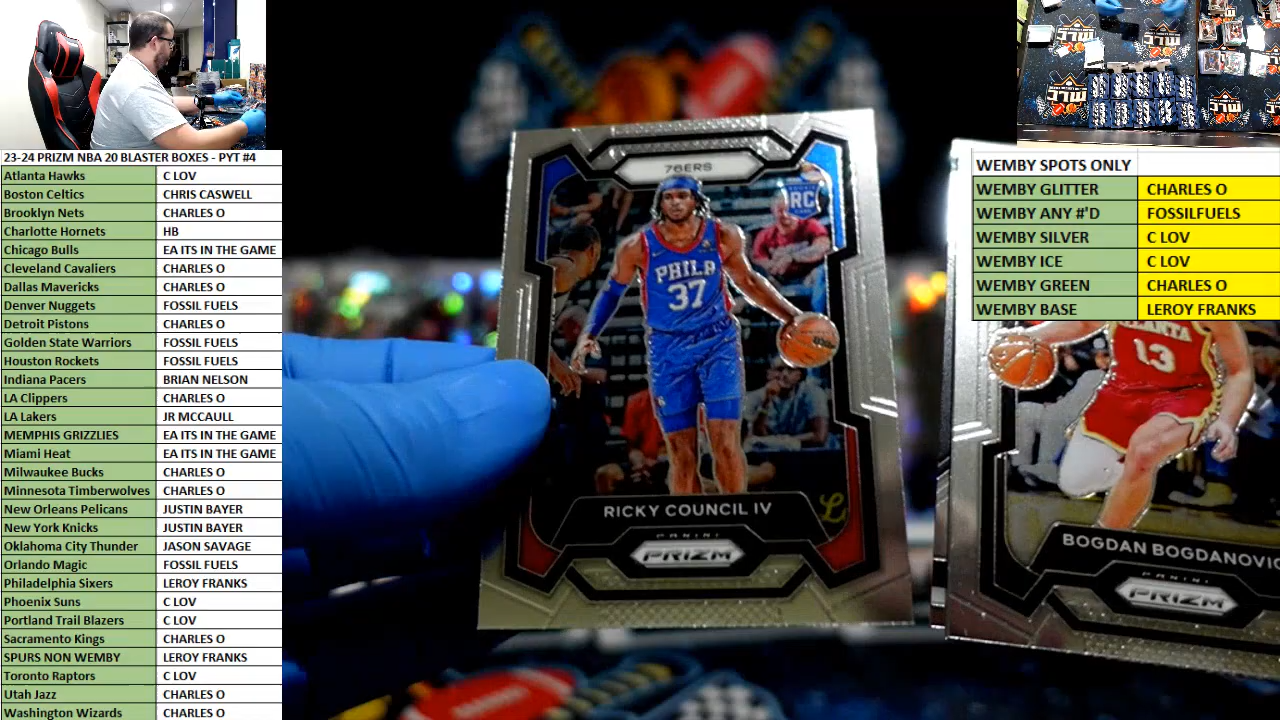 23-24 PRIZM NBA 20 BLASTER BOXES - PYT #4
Atlanta Hawks C LOV
Boston Celtics CHRIS CASWELL
Brooklyn Nets CHARLES O
Charlotte Hornets HB
Chicago Bulls EA ITS IN THE GAME
Cleveland Cavaliers CHARLES O
Dallas Mavericks CHARLES O
Denver Nuggets FOSSIL FUELS
Detroit Pistons CHARLES O
Golden State Warriors FOSSIL FUELS
Houston Rockets FOSSIL FUELS
Indiana Pacers BRIAN NELSON
LA Clippers CHARLES O
LA Lakers JR MCCAULL
MEMPHIS GRIZZLIES EA ITS IN THE GAME
Miami Heat EA ITS IN THE GAME
Milwaukee Bucks CHARLES O
Minnesota Timberwolves CHARLES O
New Orleans Pelicans JUSTIN BAYER
New York Knicks JUSTIN BAYER
Oklahoma City Thunder JASON SAVAGE
Orlando Magic FOSSIL FUELS
Philadelphia Sixers LEROY FRANKS
Phoenix Suns C LOV
Portland Trail Blazers C LOV
Sacramento Kings CHARLES O
SPURS NON WEMBY LEROY FRANKS
Toronto Raptors C LOV
Utah Jazz CHARLES O
Washington Wizards CHARLES O
76ERS
RC
PHILA
37
RICKY COUNCIL IV
PANINI
PRIZM
WEMBY SPOTS ONLY
WEMBY GLITTER CHARLES O
WEMBY ANY #'D FOSSILFUELS
WEMBY SILVER C LOV
WEMBY ICE C LOV
WEMBY GREEN CHARLES O
WEMBY BASE LEROY FRANKS
ATLANTA
13
BOGDAN BOGDANOVIC
PANINI
PRIZM